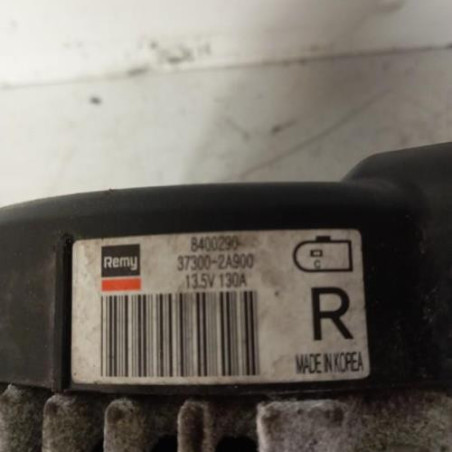 Remy
8400290
37300-2A900
13.5V 130A
C
R
MADE IN KOREA